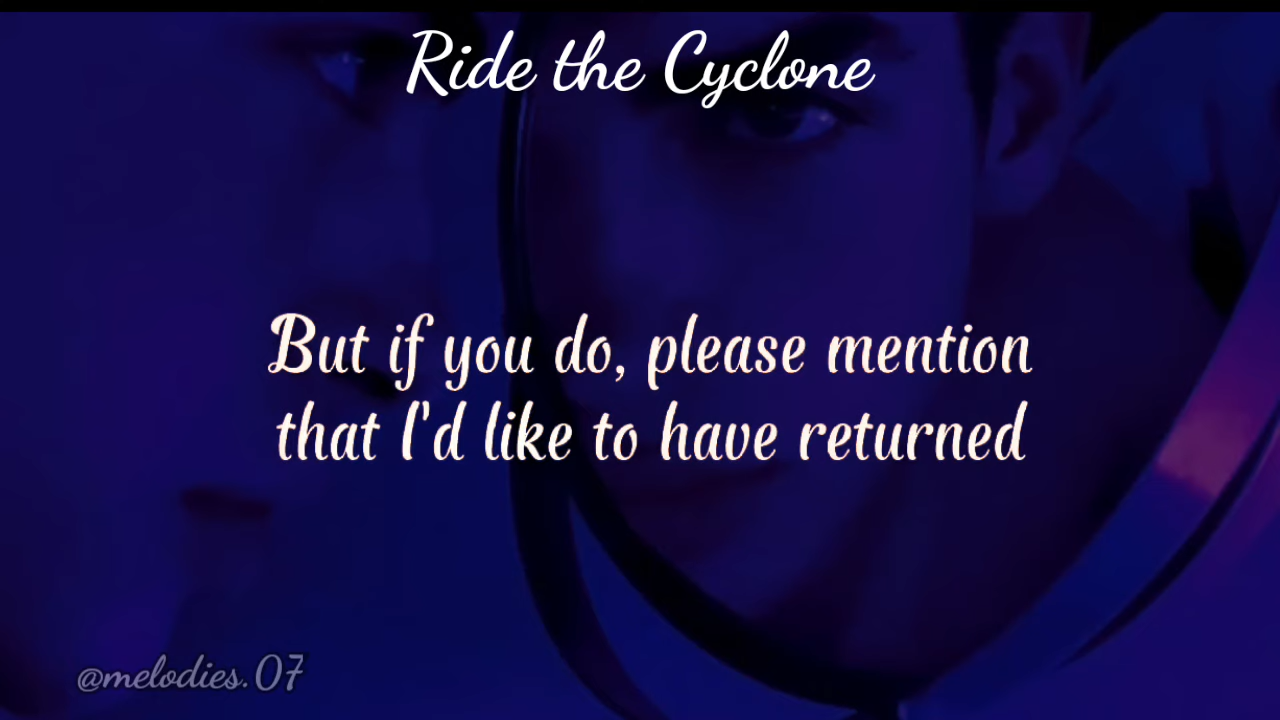 Ride the Cyclone
But if you do, please mention
that I'd like to have returned
@melodies.07